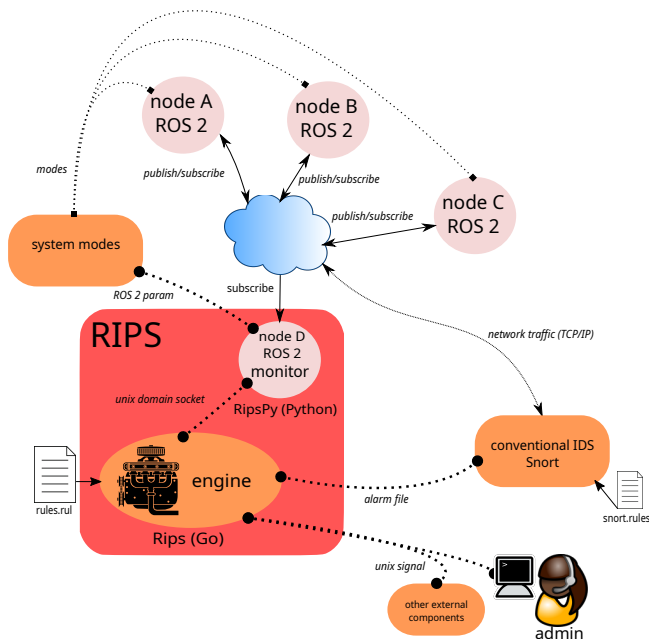 node A
ROS 2
node B
ROS 2
modes
publish/subscribe
publish/subscribe
node C
ROS 2
publish/subscribe
system modes
subscribe
ROS 2 param
RIPS
node D
ROS 2
monitor
network traffic (TCP/IP)
unix domain socket
RipsPy (Python)
conventional IDS
Snort
engine
alarm file
rules.rul
snort.rules
Rips (Go)
unix signal
>
other external
components
admin